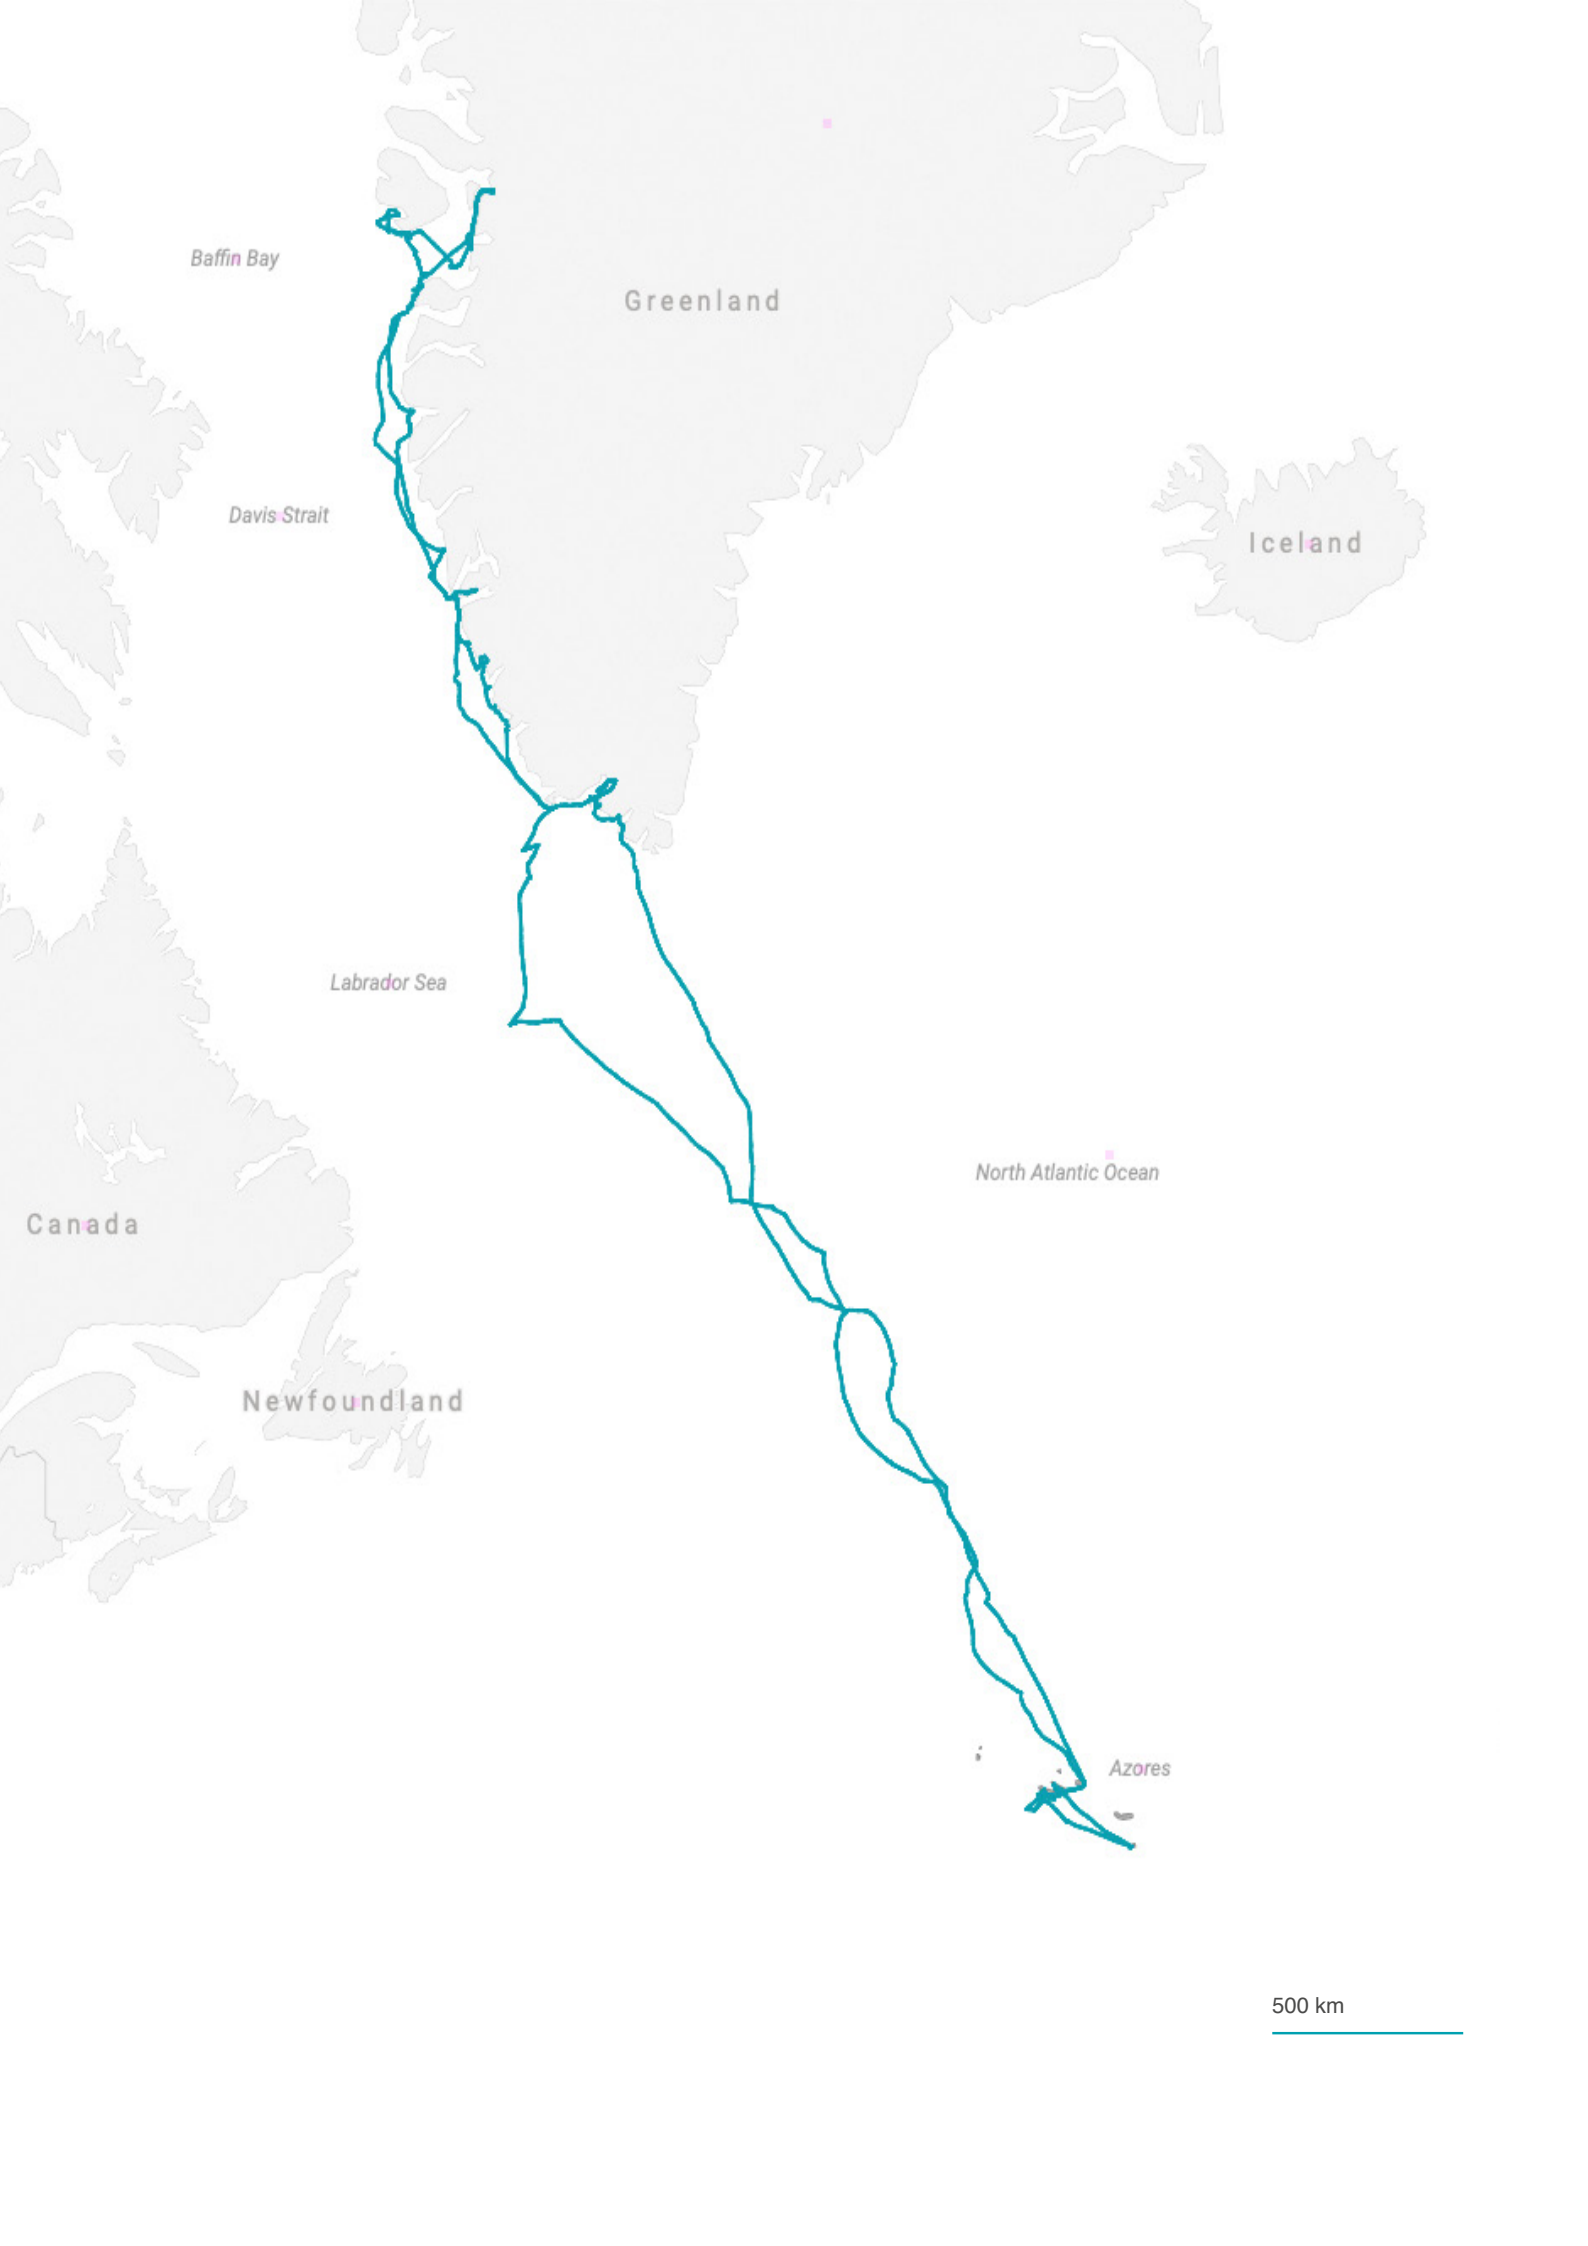 Baffin Bay
Greenland
Davis Strait
Iceland
Labrador Sea
North Atlantic Ocean
Canada
Newfoundland
Azores
500 km